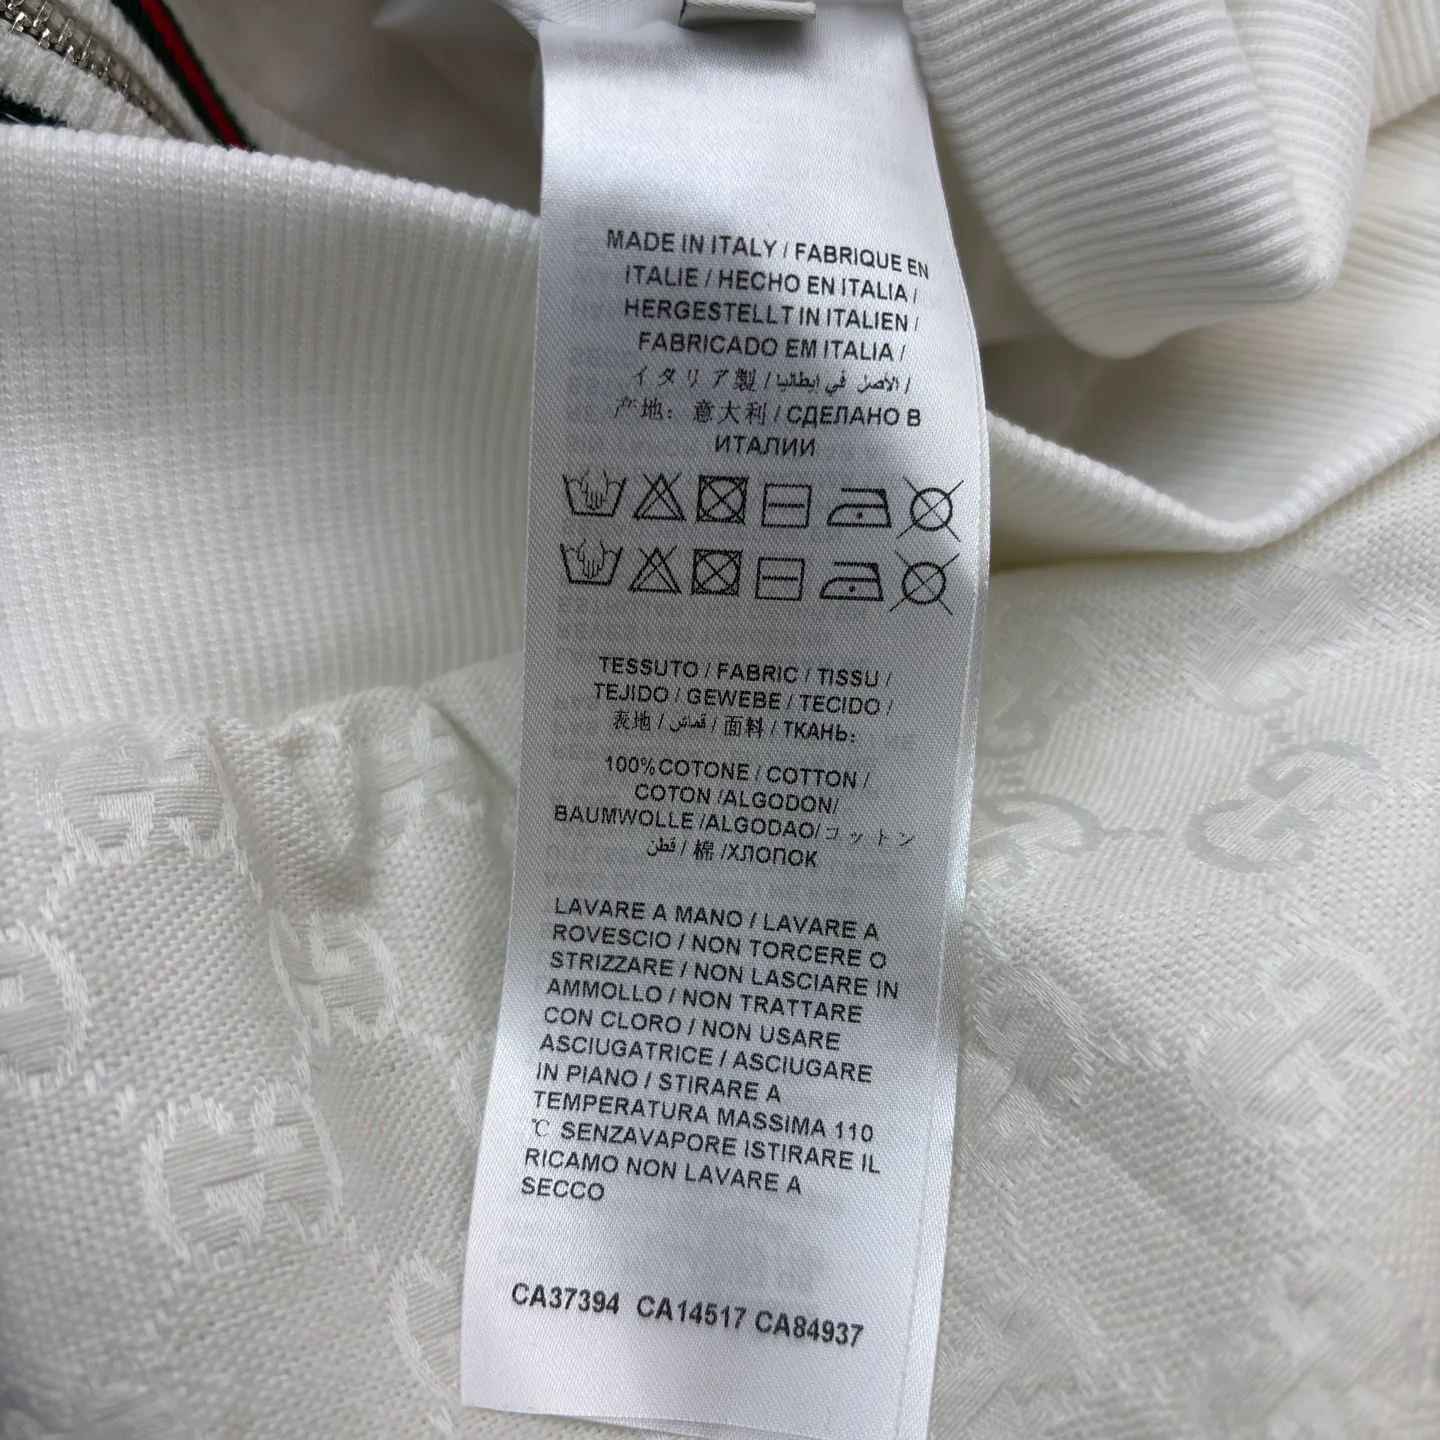 MADE IN ITALY / FABRIQUE EN
ITALIE / HECHO EN ITALIA /
HERGESTELLT IN ITALIEN /
FABRICADO EM ITALIA /
イタリア製 / الأصل في ايطاليا /
产地: 意大利 / СДЕЛАНО В
ИТАЛИИ
TESSUTO / FABRIC / TISSU /
TEJIDO / GEWEBE / TECIDO /
表地 / قماش / 面料 / ТКАНЬ:
100%COTONE / COTTON /
COTON /ALGODON/
BAUMWOLLE /ALGODAO/コットン
قطن / 棉 /ХЛОПОК
LAVARE A MANO / LAVARE A
ROVESCIO / NON TORCERE O
STRIZZARE / NON LASCIARE IN
AMMOLLO / NON TRATTARE
CON CLORO / NON USARE
ASCIUGATRICE / ASCIUGARE
IN PIANO / STIRARE A
TEMPERATURA MASSIMA 110
℃ SENZAVAPORE ISTIRARE IL
RICAMO NON LAVARE A
SECCO
CA37394 CA14517 CA84937